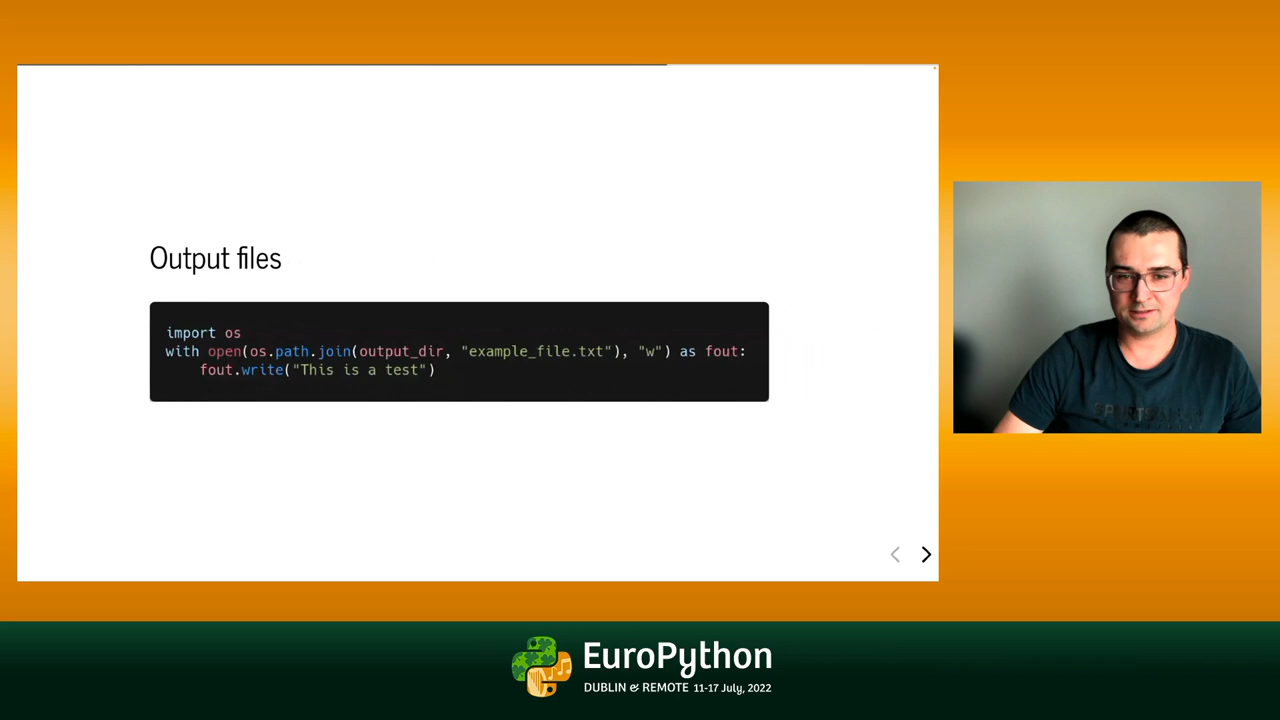 Output files
import os
with open(os.path.join(output_dir, "example_file.txt"), "w") as fout:
fout.write("This is a test")
EuroPython
DUBLIN & REMOTE 11-17 July, 2022